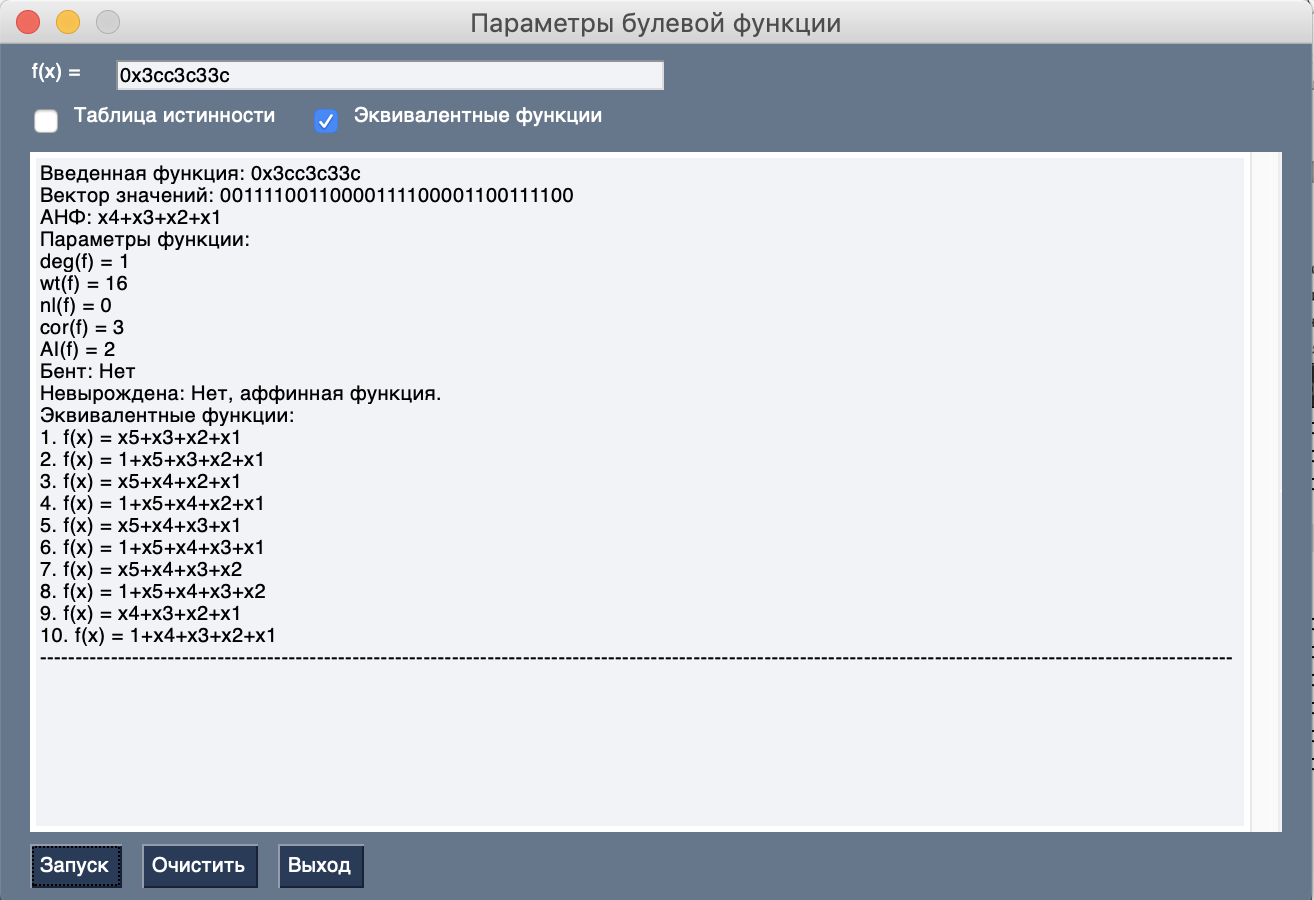 Параметры булевой функции
f(x) = 0x3cc3c33c
Таблица истинности Эквивалентные функции
Введенная функция: 0x3cc3c33c
Вектор значений: 00111100110000111100001100111100
АНФ: x4+x3+x2+x1
Параметры функции:
deg(f) = 1
wt(f) = 16
nl(f) = 0
cor(f) = 3
AI(f) = 2
Бент: Нет
Невырождена: Нет, аффинная функция.
Эквивалентные функции:
1. f(x) = x5+x3+x2+x1
2. f(x) = 1+x5+x3+x2+x1
3. f(x) = x5+x4+x2+x1
4. f(x) = 1+x5+x4+x2+x1
5. f(x) = x5+x4+x3+x1
6. f(x) = 1+x5+x4+x3+x1
7. f(x) = x5+x4+x3+x2
8. f(x) = 1+x5+x4+x3+x2
9. f(x) = x4+x3+x2+x1
10. f(x) = 1+x4+x3+x2+x1
Запуск Очистить Выход